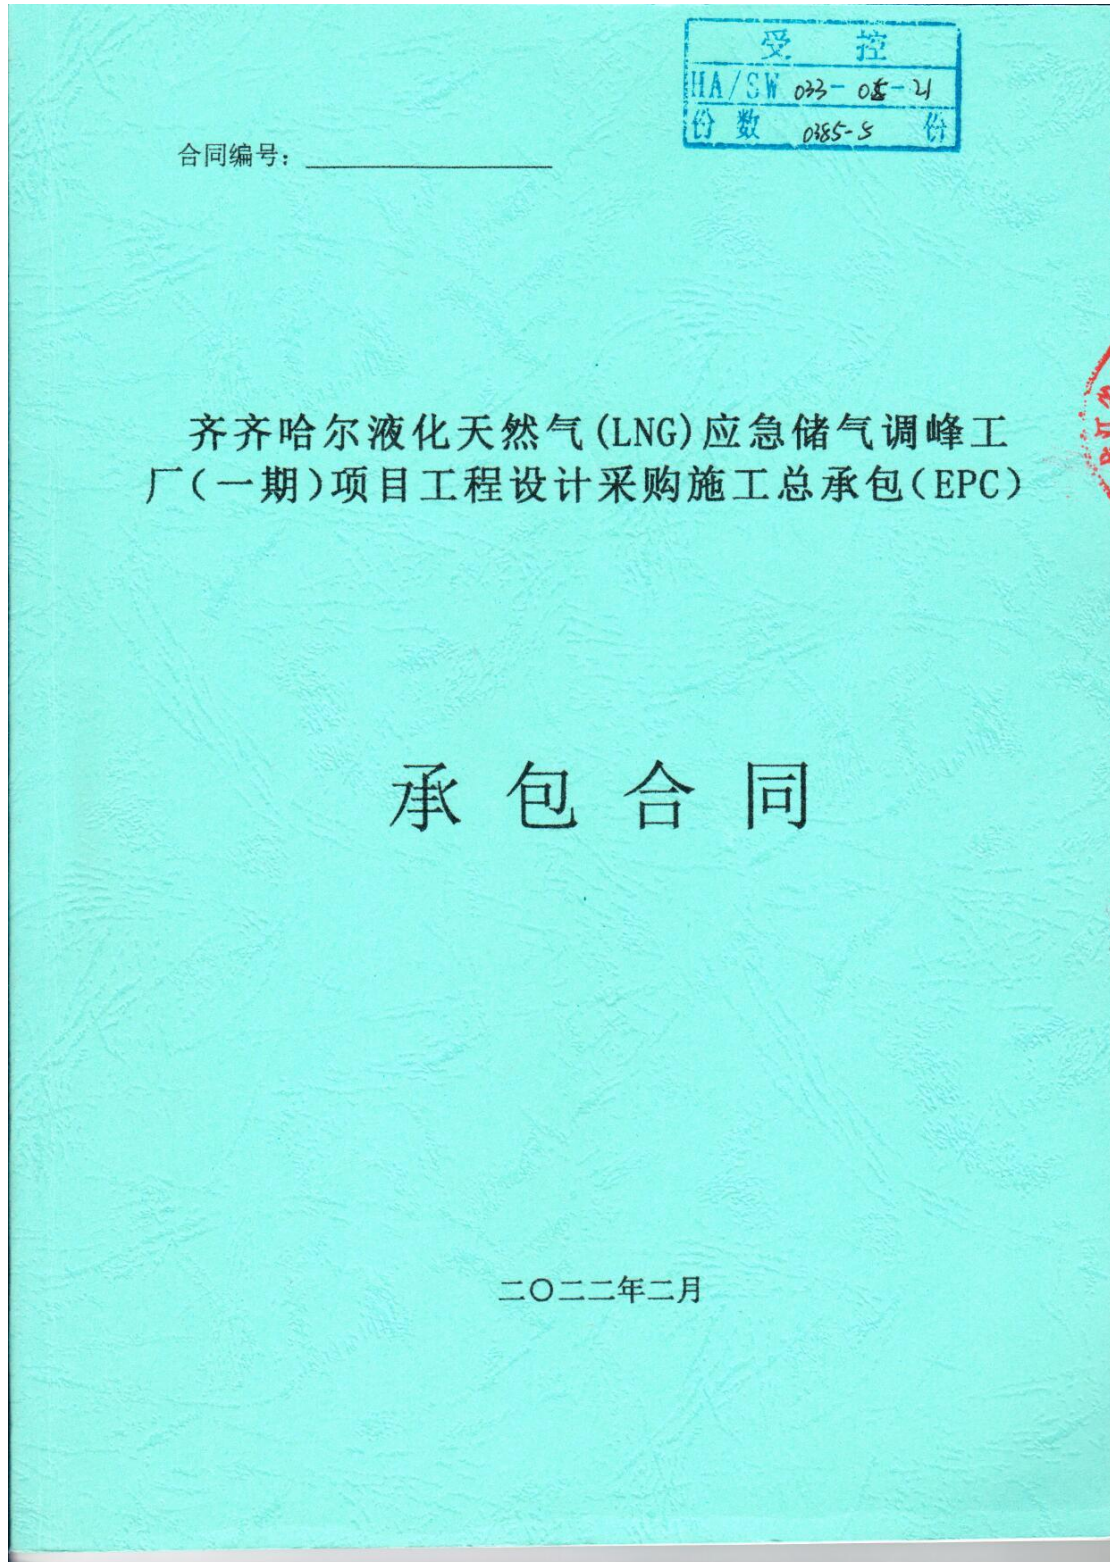 受 控
HA/SW 033-05-21
份 数 0385-8 份
合同编号：
齐齐哈尔液化天然气(LNG)应急储气调峰工
厂(一期)项目工程设计采购施工总承包(EPC)
承 包 合 同
二〇二二年二月